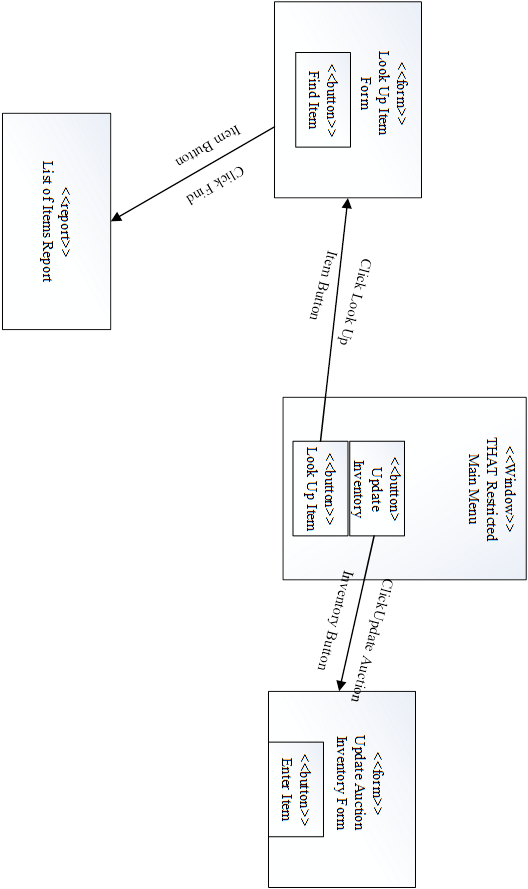 <<Window>>
THAT Restricted
Main Menu
<<button>
Update
Inventory
<<button>>
Look Up Item
Click Look Up
Item Button
<<form>>
Look Up Item
Form
<<button>>
Find Item
Click Find
Item Button
<<report>>
List of Items Report
ClickUpdate Auction
Inventory Button
<<form>>
Update Auction
Inventory Form
<<button>>
Enter Item